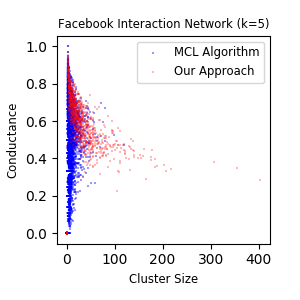 Facebook Interaction Network (k=5)
MCL Algorithm
Our Approach
Conductance
1.0
0.8
0.6
0.4
0.2
0.0
0 100 200 300 400
Cluster Size